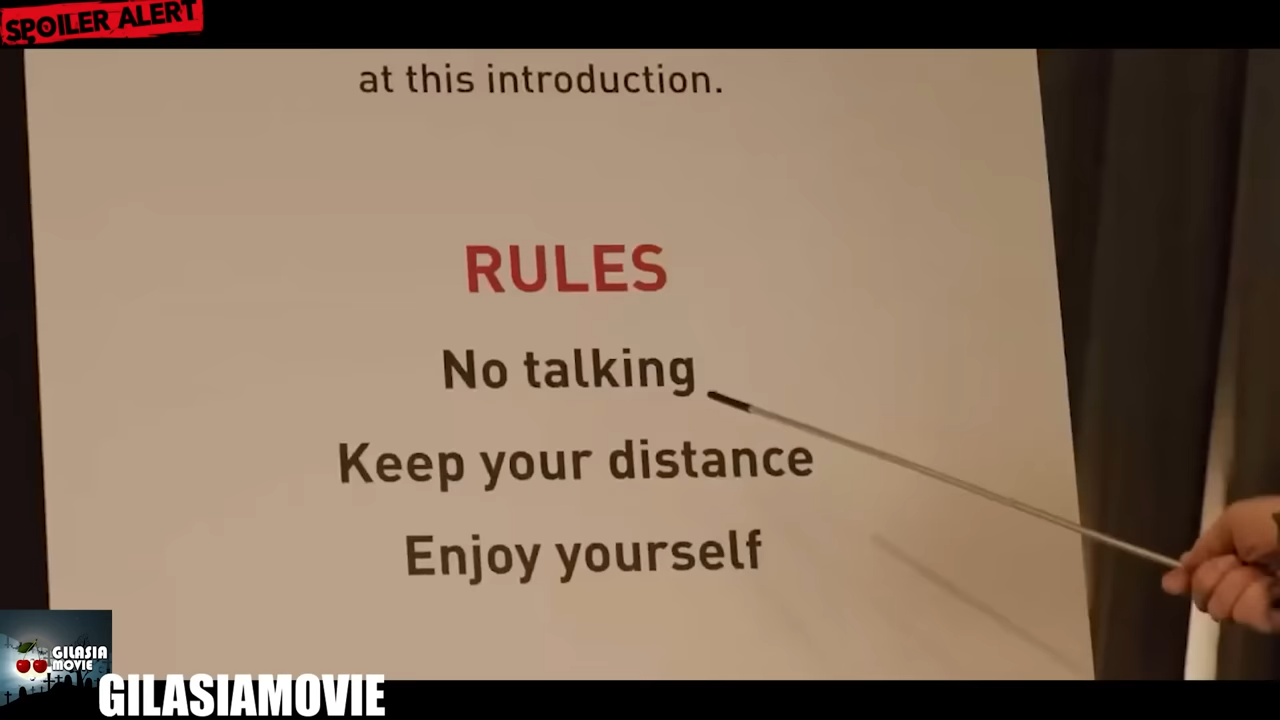 SPOILER ALERT
at this introduction.
RULES
No talking
Keep your distance
Enjoy yourself
GILASIA
MOVIE
GILASIAMOVIE